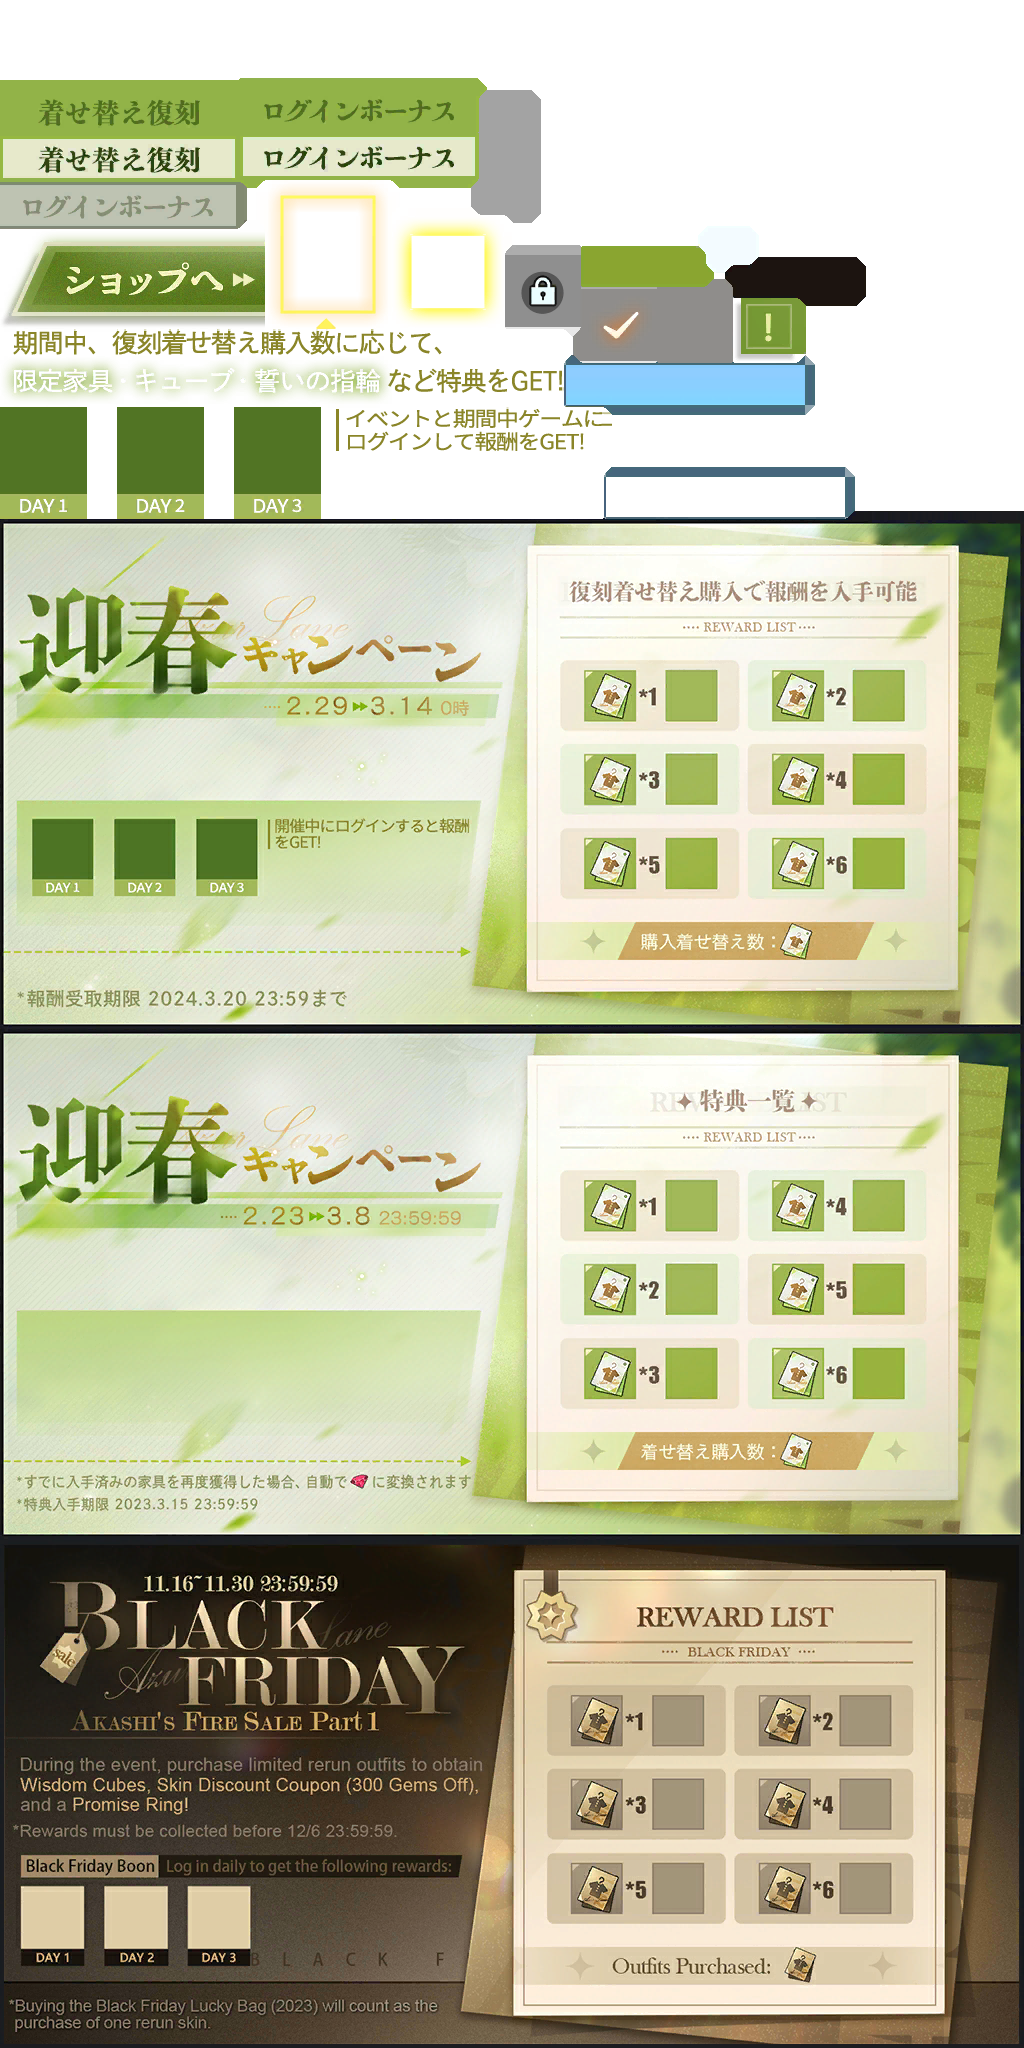 着せ替え復刻
ログインボーナス
着せ替え復刻
ログインボーナス
ログインボーナス
ショップへ
!
期間中、復刻着せ替え購入数に応じて、
限定家具・キューブ・誓いの指輪 など特典をGET!
イベントと期間中ゲームに
ログインして報酬をGET!
DAY 1
DAY 2
DAY 3
迎春キャンペーン
2.29 3.14 0時
開催中にログインすると報酬
をGET!
DAY 1
DAY 2
DAY 3
*報酬受取期限 2024.3.20 23:59まで
復刻着せ替え購入で報酬を入手可能
REWARD LIST
*1
*2
*3
*4
*5
*6
購入着せ替え数：
迎春キャンペーン
2.23 3.8 23:59:59
*すでに入手済みの家具を再度獲得した場合、自動で に変換されます
*特典入手期限 2023.3.15 23:59:59
特典一覧
REWARD LIST
*1
*4
*2
*5
*3
*6
着せ替え購入数：
11.16~11.30 23:59:59
BLACK
FRIDAY
sale
Azur Lane
AKASHI'S FIRE SALE Part 1
During the event, purchase limited rerun outfits to obtain
Wisdom Cubes, Skin Discount Coupon (300 Gems Off),
and a Promise Ring!
*Rewards must be collected before 12/6 23:59:59.
Black Friday Boon Log in daily to get the following rewards:
DAY 1
DAY 2
DAY 3
B L A C K F
*Buying the Black Friday Lucky Bag (2023) will count as the
purchase of one rerun skin.
REWARD LIST
BLACK FRIDAY
*1
*2
*3
*4
*5
*6
Outfits Purchased: